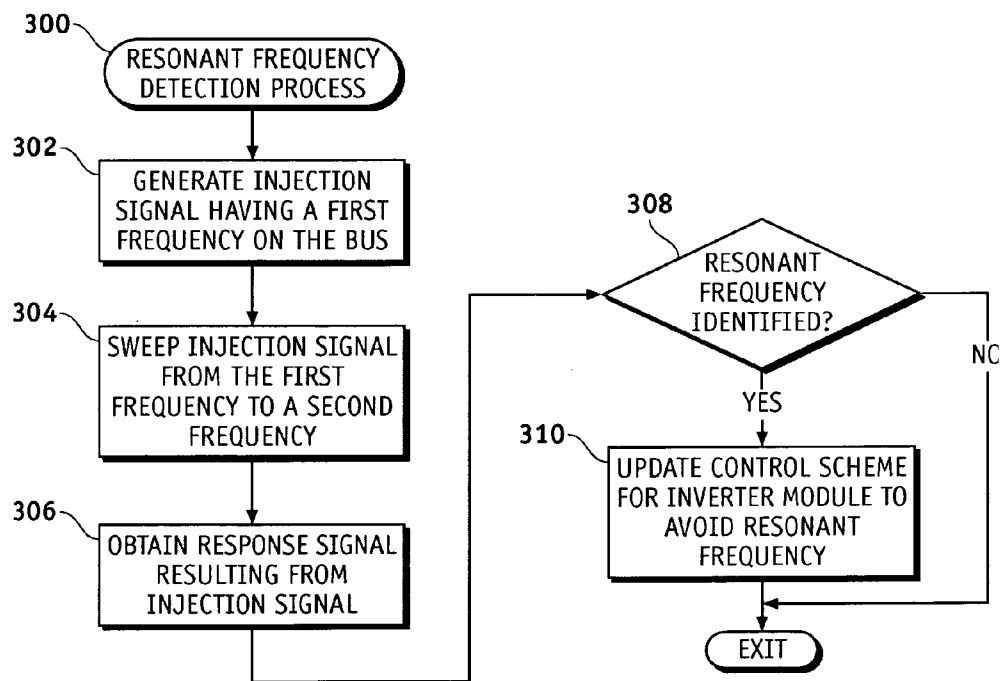 300
RESONANT FREQUENCY
DETECTION PROCESS
302
GENERATE INJECTION
SIGNAL HAVING A FIRST
FREQUENCY ON THE BUS
304
SWEEP INJECTION SIGNAL
FROM THE FIRST
FREQUENCY TO A SECOND
FREQUENCY
306
OBTAIN RESPONSE SIGNAL
RESULTING FROM
INJECTION SIGNAL
308
RESONANT
FREQUENCY
IDENTIFIED?
NO
YES
310
UPDATE CONTROL SCHEME
FOR INVERTER MODULE TO
AVOID RESONANT
FREQUENCY
EXIT